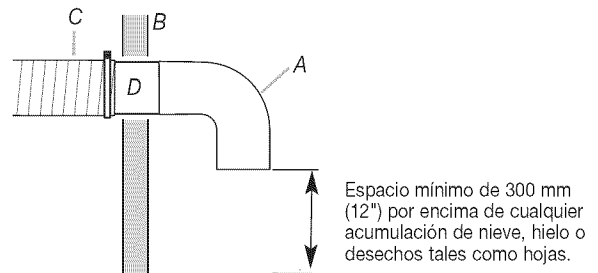 C
B
A
D
Espacio mínimo de 300 mm
(12") por encima de cualquier
acumulación de nieve, hielo o
desechos tales como hojas.